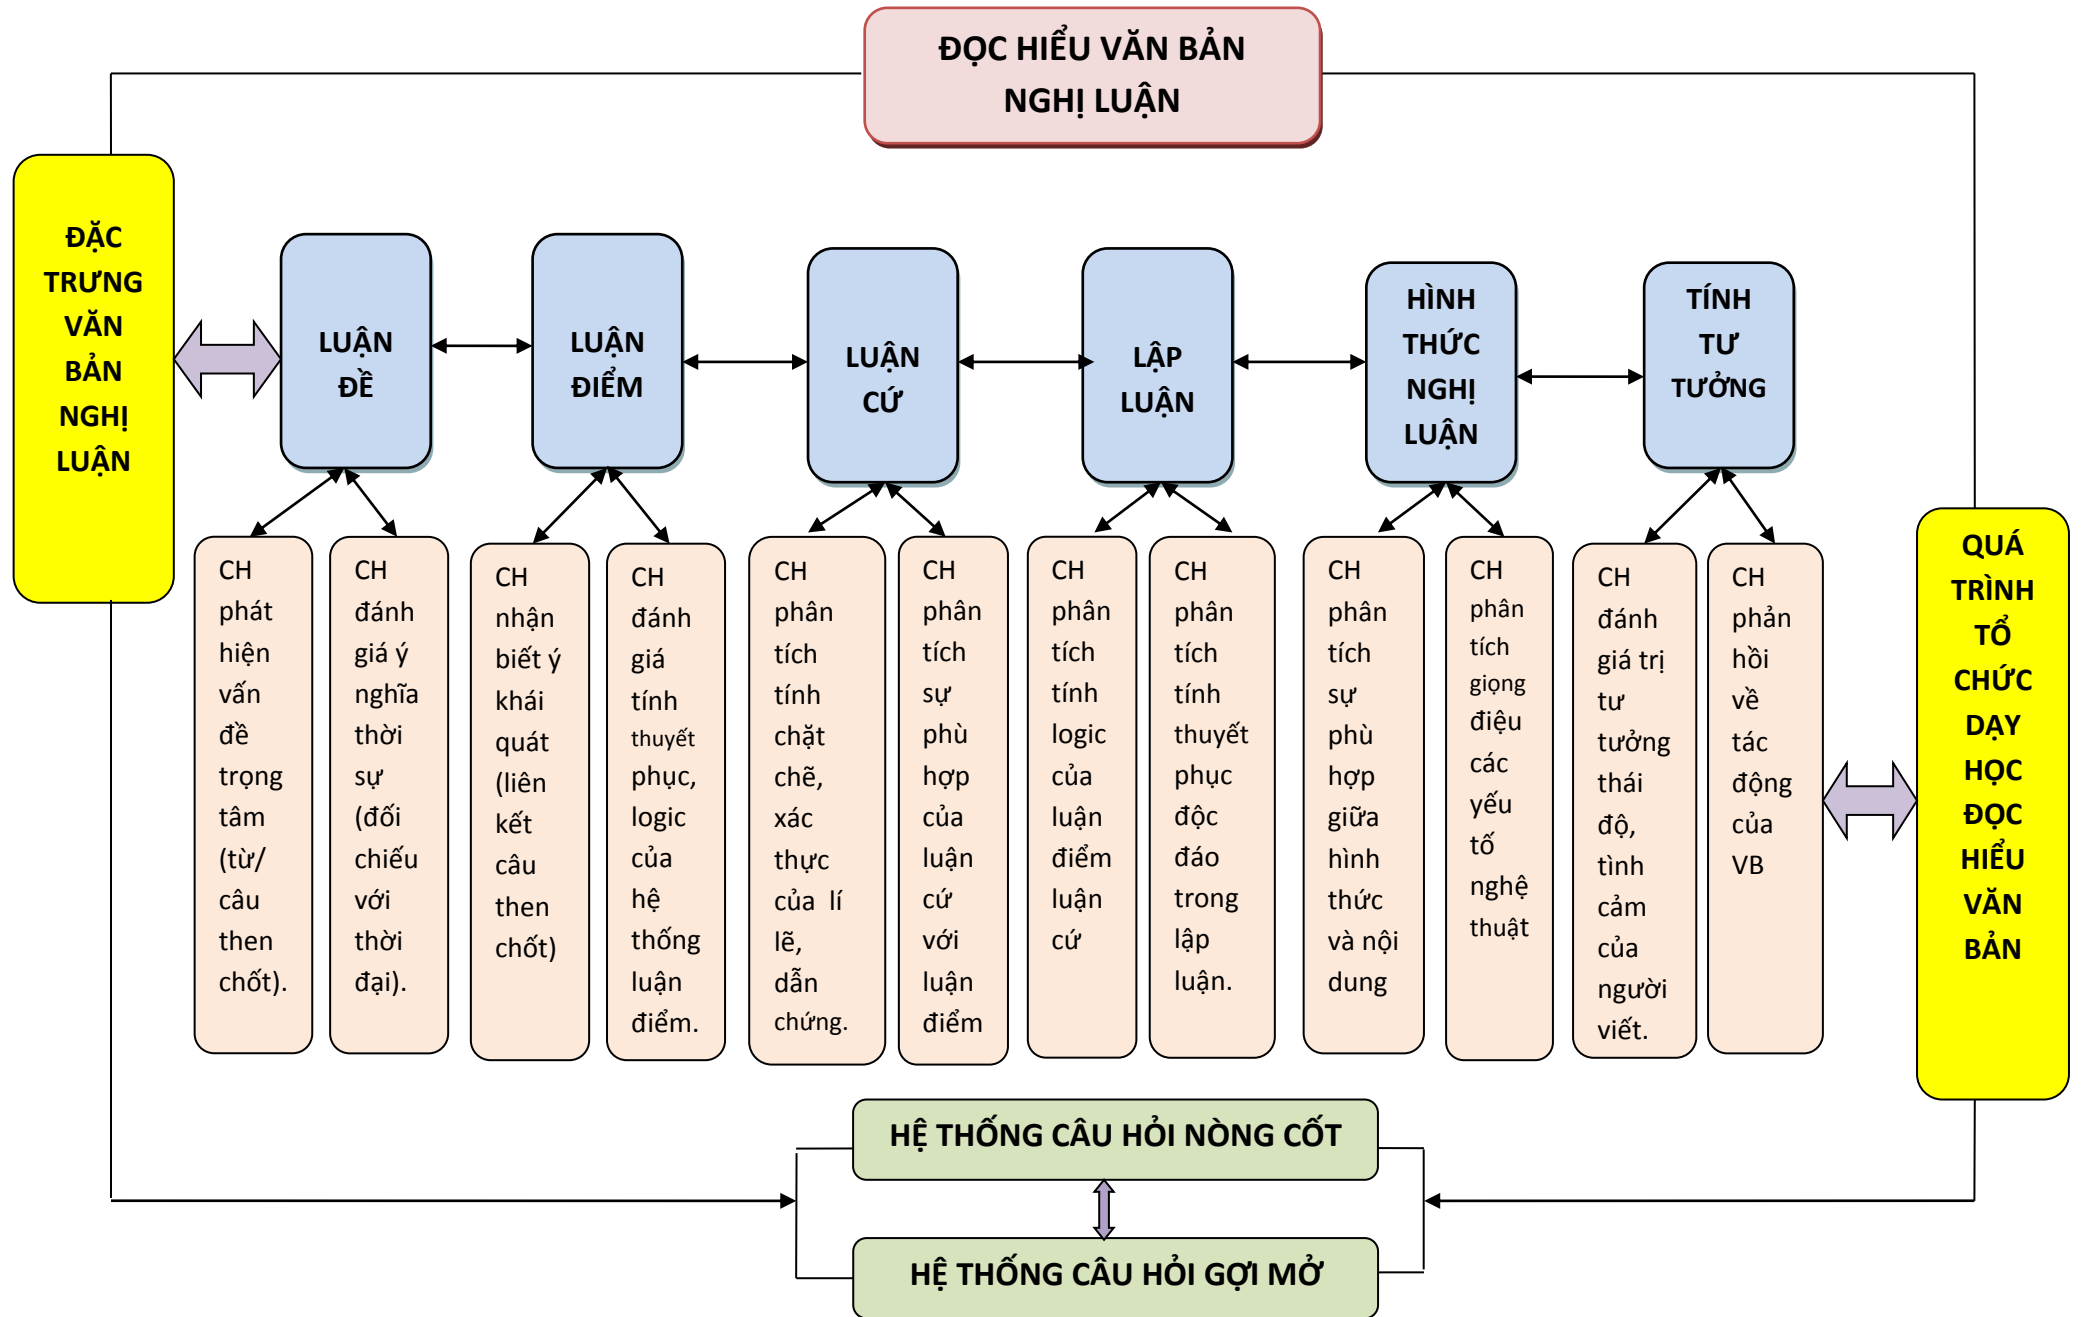 ĐỌC HIỂU VĂN BẢN
NGHỊ LUẬN
ĐẶC
TRƯNG
VĂN
BẢN
NGHỊ
LUẬN
LUẬN
ĐỀ
LUẬN
ĐIỂM
LUẬN
CỨ
LẬP
LUẬN
HÌNH
THỨC
NGHỊ
LUẬN
TÍNH
TƯ
TƯỞNG
CH
phát
hiện
vấn
đề
trọng
tâm
(từ/
câu
then
chốt).
CH
đánh
giá ý
nghĩa
thời
sự
(đối
chiếu
với
thời
đại).
CH
nhận
biết ý
khái
quát
(liên
kết
câu
then
chốt)
CH
đánh
giá
tính
thuyết
phục,
logic
của
hệ
thống
luận
điểm.
CH
phân
tích
tính
chặt
chẽ,
xác
thực
của lí
lẽ,
dẫn
chứng.
CH
phân
tích
sự
phù
hợp
của
luận
cứ
với
luận
điểm
CH
phân
tích
tính
logic
của
luận
điểm
luận
cứ
CH
phân
tích
tính
thuyết
phục
độc
đáo
trong
lập
luận.
CH
phân
tích
sự
phù
hợp
giữa
hình
thức
và nội
dung
CH
phân
tích
giọng
điệu
các
yếu
tố
nghệ
thuật
CH
đánh
giá trị
tư
tưởng
thái
độ,
tình
cảm
của
người
viết.
CH
phản
hồi
về
tác
động
của
VB
QUÁ
TRÌNH
TỔ
CHỨC
DẠY
HỌC
ĐỌC
HIỂU
VĂN
BẢN
HỆ THỐNG CÂU HỎI NÒNG CỐT
HỆ THỐNG CÂU HỎI GỢI MỞ